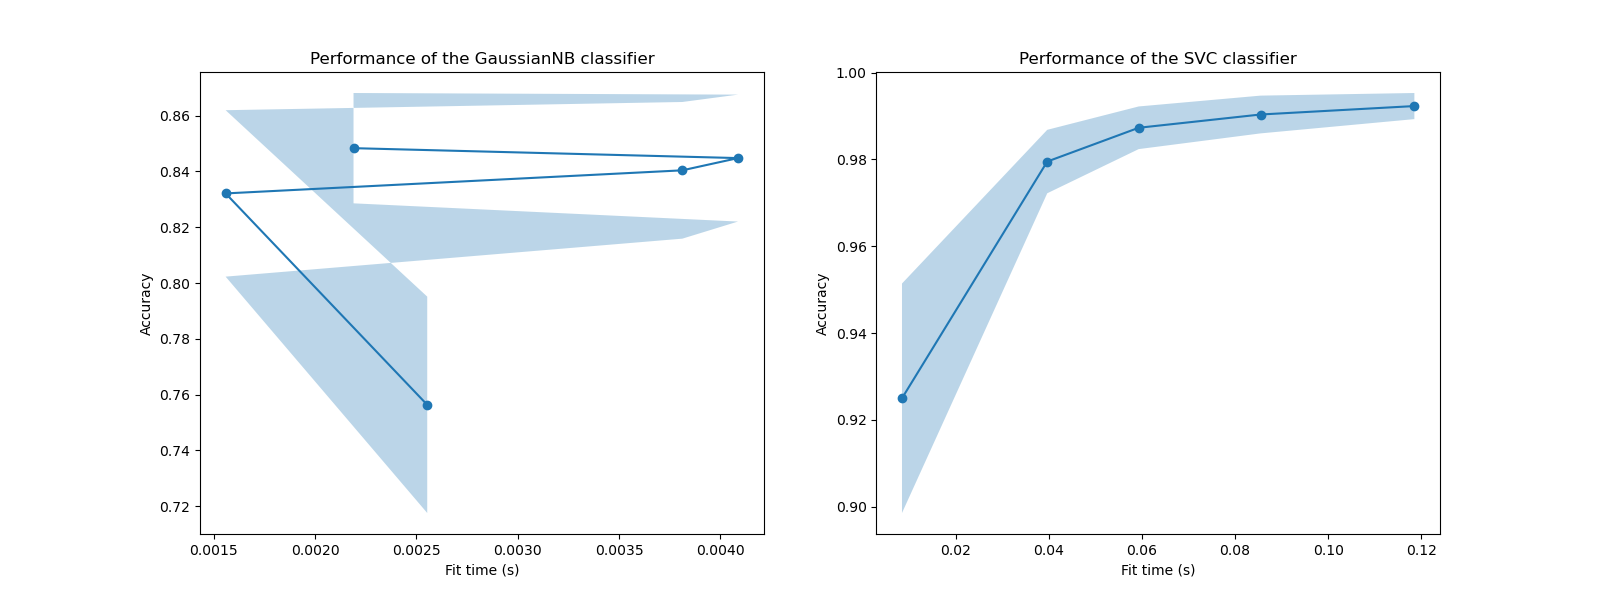 Performance of the GaussianNB classifier
Accuracy
0.86
0.84
0.82
0.80
0.78
0.76
0.74
0.72
0.0015 0.0020 0.0025 0.0030 0.0035 0.0040
Fit time (s)
Performance of the SVC classifier
Accuracy
1.00
0.98
0.96
0.94
0.92
0.90
0.02 0.04 0.06 0.08 0.10 0.12
Fit time (s)